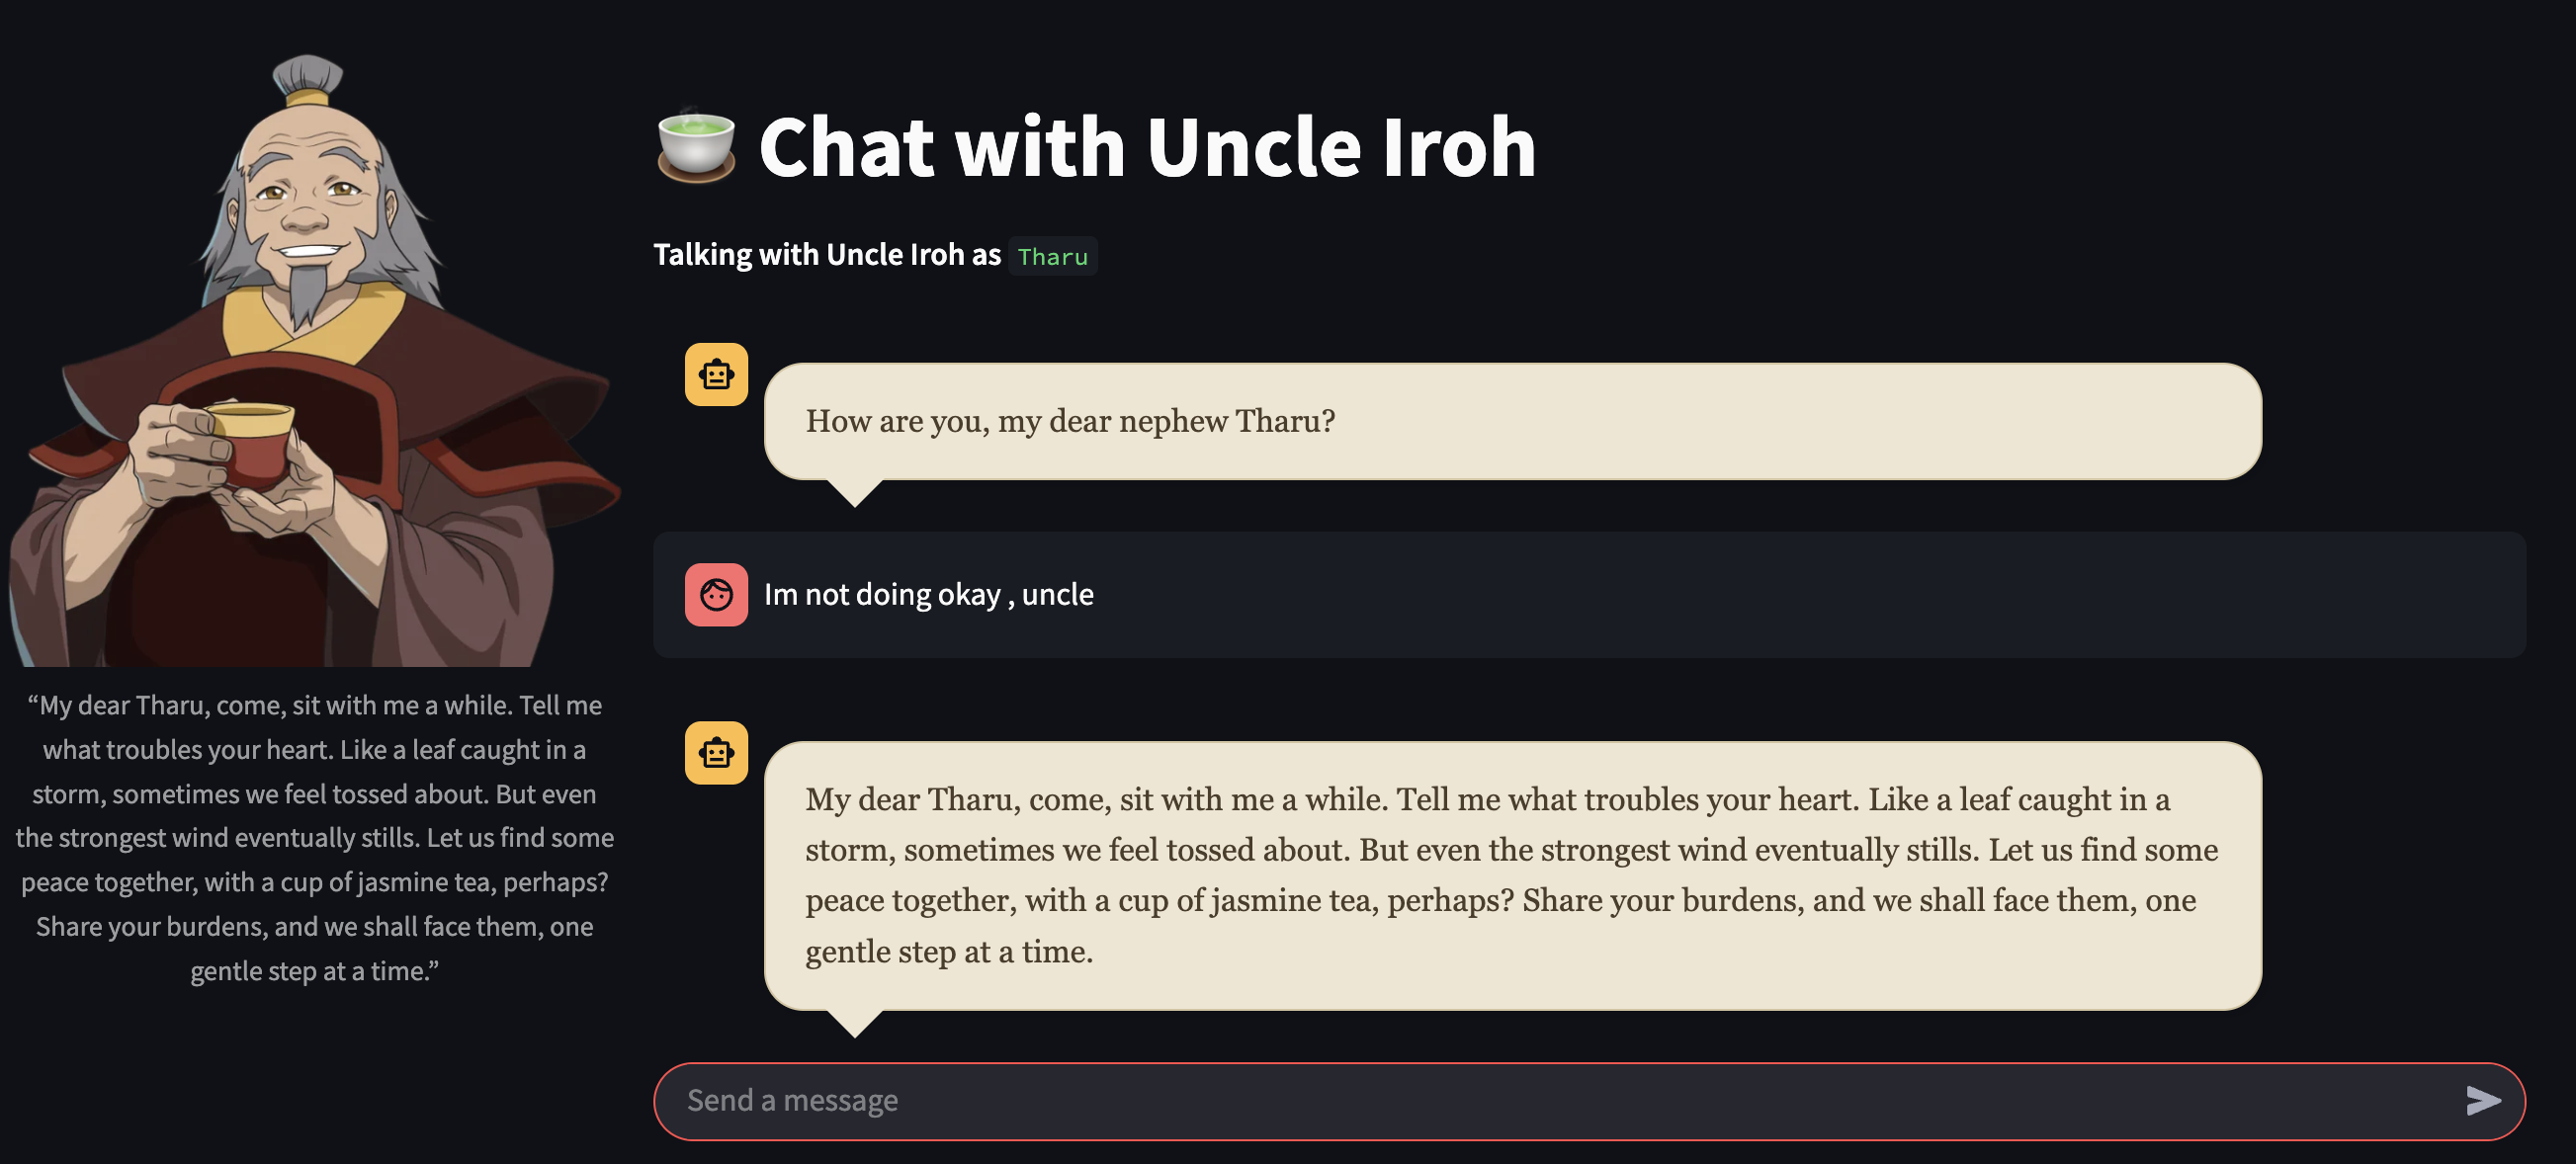 Chat with Uncle Iroh
Talking with Uncle Iroh as Tharu
How are you, my dear nephew Tharu?
Im not doing okay , uncle
“My dear Tharu, come, sit with me a while. Tell me
what troubles your heart. Like a leaf caught in a
storm, sometimes we feel tossed about. But even
the strongest wind eventually stills. Let us find some
peace together, with a cup of jasmine tea, perhaps?
Share your burdens, and we shall face them, one
gentle step at a time.”
My dear Tharu, come, sit with me a while. Tell me what troubles your heart. Like a leaf caught in a
storm, sometimes we feel tossed about. But even the strongest wind eventually stills. Let us find some
peace together, with a cup of jasmine tea, perhaps? Share your burdens, and we shall face them, one
gentle step at a time.
Send a message